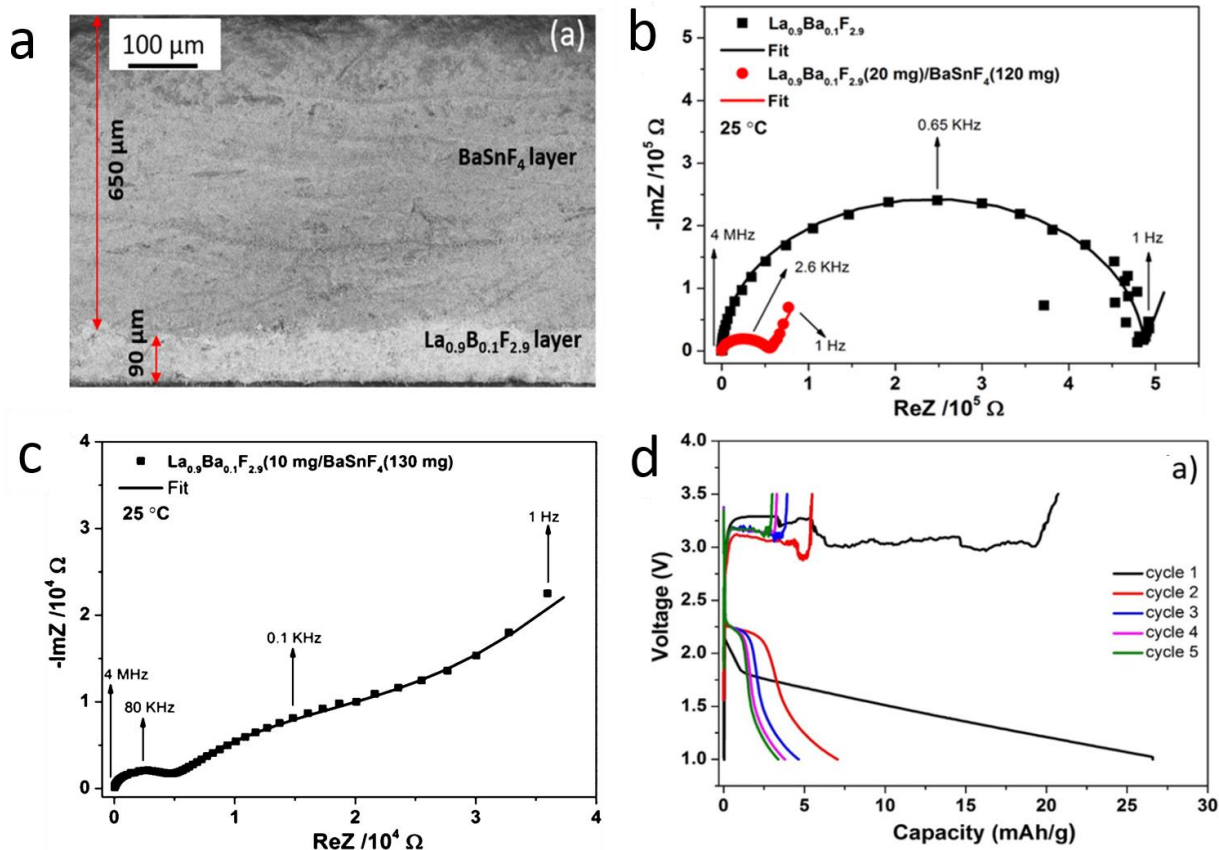 a
100 µm
(a)
650 µm
BaSnF4 layer
90 µm
La0.9B0.1F2.9 layer
b
La0.9Ba0.1F2.9
Fit
La0.9Ba0.1F2.9(20 mg)/BaSnF4(120 mg)
Fit
25 °C
0.65 KHz
4 MHz
2.6 KHz
1 Hz
1 Hz
-ImZ /10^5 Ω
5
4
3
2
1
0
0 1 2 3 4 5
ReZ /10^5 Ω
c
La0.9Ba0.1F2.9(10 mg/BaSnF4(130 mg)
Fit
25 °C
1 Hz
0.1 KHz
4 MHz
80 KHz
-ImZ /10^4 Ω
4
3
2
1
0
0 1 2 3 4
ReZ /10^4 Ω
d
a)
cycle 1
cycle 2
cycle 3
cycle 4
cycle 5
Voltage (V)
4.0
3.5
3.0
2.5
2.0
1.5
1.0
0 5 10 15 20 25 30
Capacity (mAh/g)